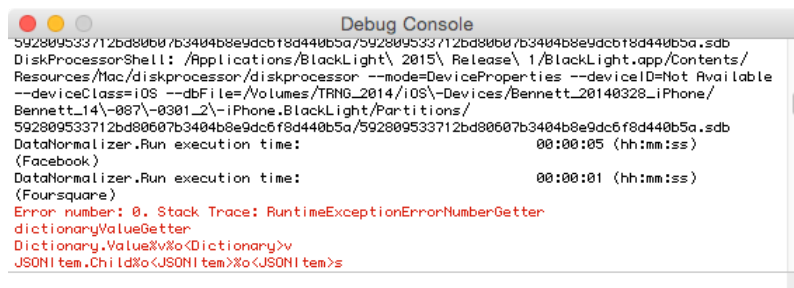 Debug Console
592809533712bd80607b3404b8e9dc6f8d440b5a/592809533712bd80607b3404b8e9dc6f8d440b5a.sdb
DiskProcessorShell: /Applications/BlackLight\ 2015\ Release\ 1/BlackLight.app/Contents/
Resources/Mac/diskprocessor/diskprocessor --mode=DeviceProperties --deviceID=Not Available
--deviceClass=iOS --dbFile=/Volumes/TRNG_2014/iOS\-Devices/Bennett_20140328_iPhone/
Bennett_14\-087\-0301_2\-iPhone.BlackLight/Partitions/
592809533712bd80607b3404b8e9dc6f8d440b5a/592809533712bd80607b3404b8e9dc6f8d440b5a.sdb
DataNormalizer.Run execution time: 00:00:05 (hh:mm:ss)
(Facebook)
DataNormalizer.Run execution time: 00:00:01 (hh:mm:ss)
(Foursquare)
Error number: 0. Stack Trace: RuntimeExceptionErrorNumberGetter
dictionaryValueGetter
Dictionary.Value%v%o<Dictionary>v
JSONItem.Child%o<JSONItem>%o<JSONItem>s